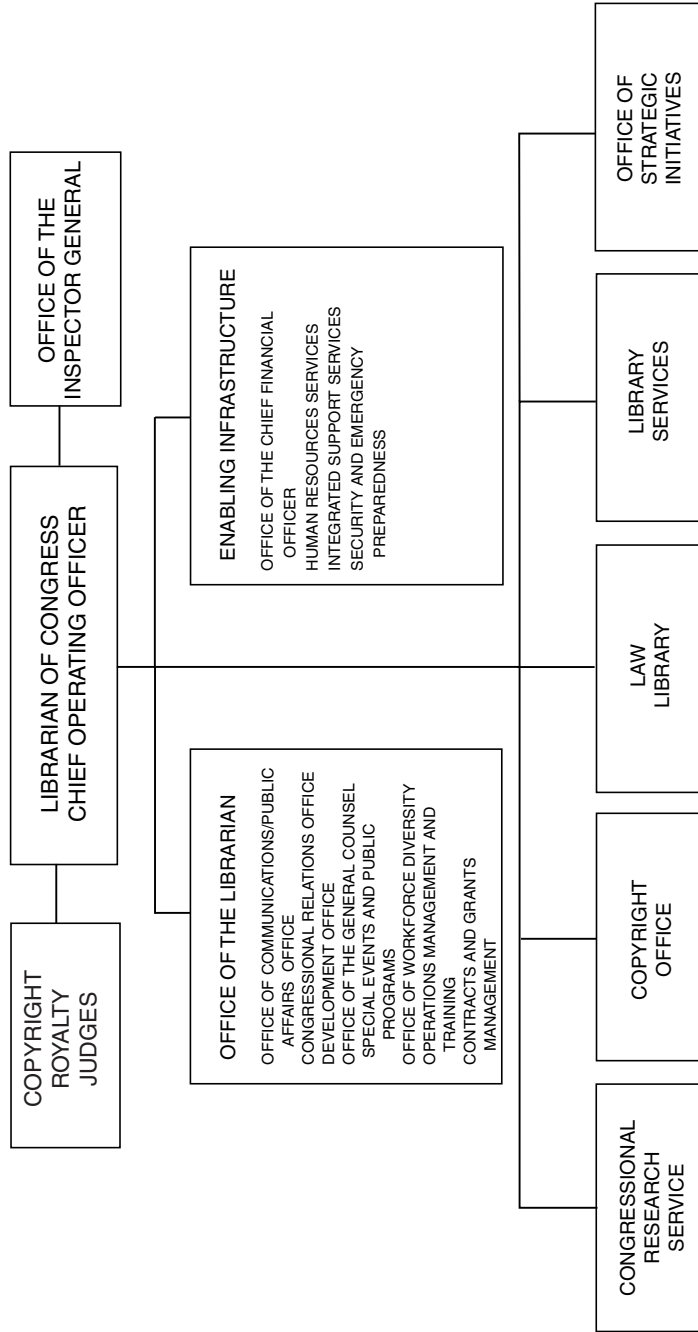 COPYRIGHT
ROYALTY
JUDGES
LIBRARIAN OF CONGRESS
CHIEF OPERATING OFFICER
OFFICE OF THE
INSPECTOR GENERAL
OFFICE OF THE LIBRARIAN
OFFICE OF COMMUNICATIONS/PUBLIC
AFFAIRS OFFICE
CONGRESSIONAL RELATIONS OFFICE
DEVELOPMENT OFFICE
OFFICE OF THE GENERAL COUNSEL
SPECIAL EVENTS AND PUBLIC
PROGRAMS
OFFICE OF WORKFORCE DIVERSITY
OPERATIONS MANAGEMENT AND
TRAINING
CONTRACTS AND GRANTS
MANAGEMENT
ENABLING INFRASTRUCTURE
OFFICE OF THE CHIEF FINANCIAL
OFFICER
HUMAN RESOURCES SERVICES
INTEGRATED SUPPORT SERVICES
SECURITY AND EMERGENCY
PREPAREDNESS
CONGRESSIONAL
RESEARCH
SERVICE
COPYRIGHT
OFFICE
LAW
LIBRARY
LIBRARY
SERVICES
OFFICE OF
STRATEGIC
INITIATIVES